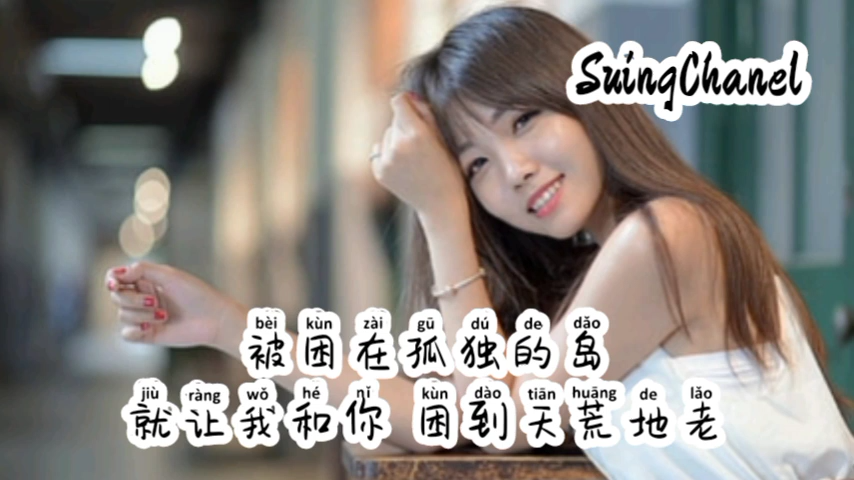 SuingChanel
bèi kùn zài gū dú de dǎo
被困在孤独的岛
jiù ràng wǒ hé nǐ kùn dào tiān huāng de lǎo
就让我和你 困到天荒地老